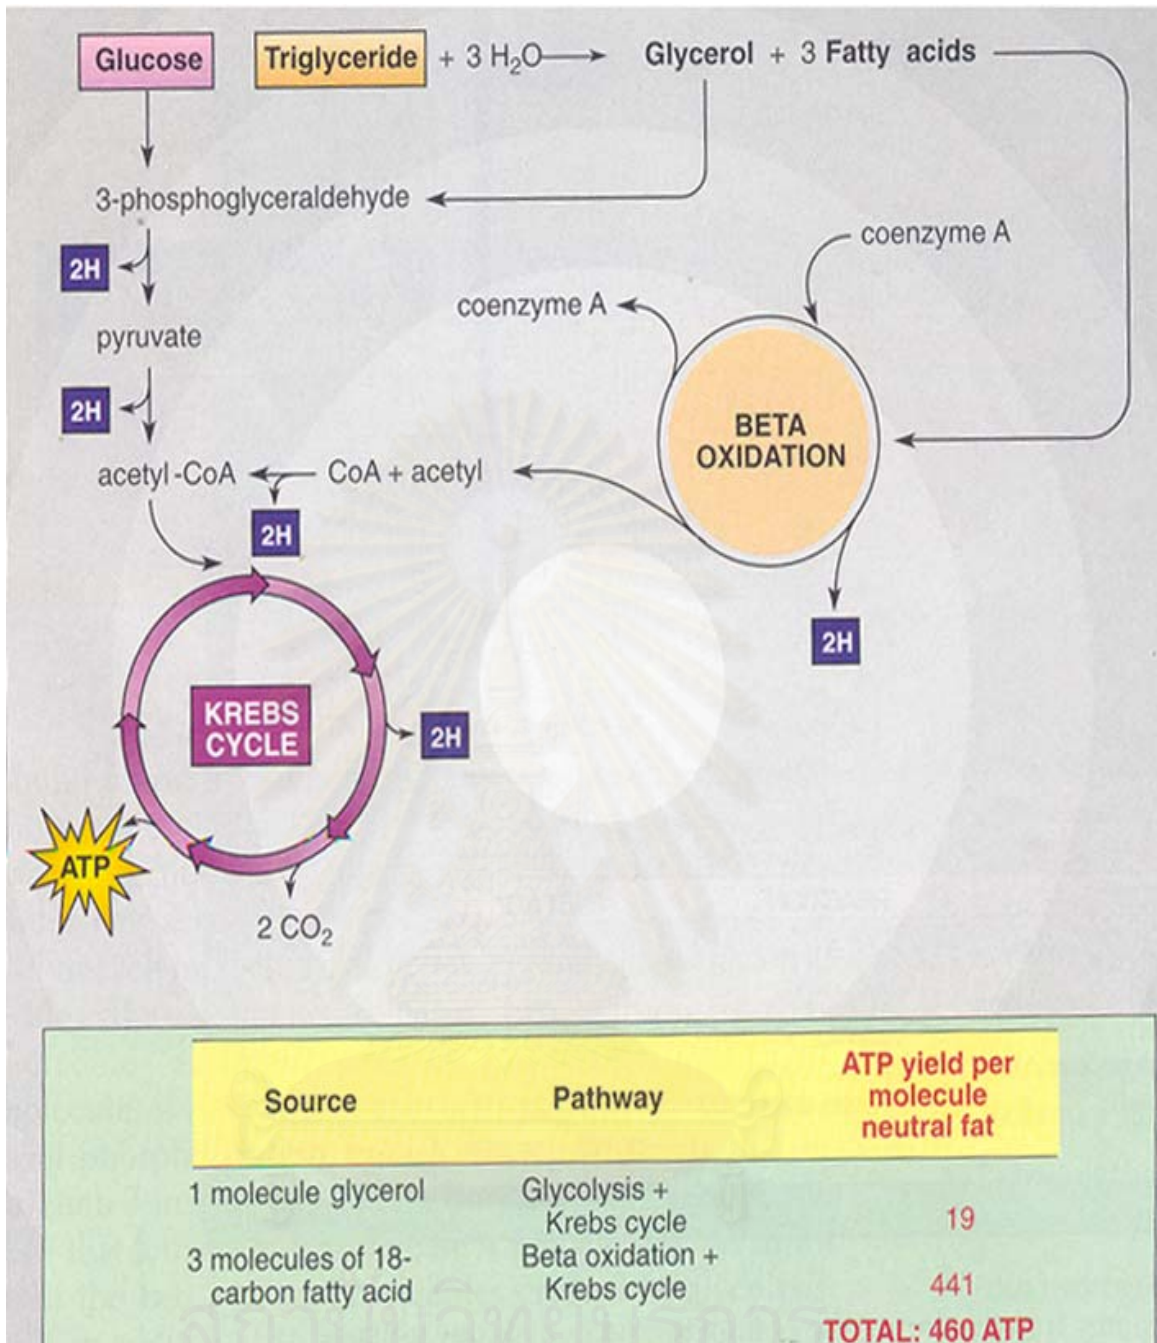 Glucose
Triglyceride + 3 H₂O → Glycerol + 3 Fatty acids
3-phosphoglyceraldehyde
coenzyme A
2H
coenzyme A
pyruvate
2H
BETA
OXIDATION
acetyl-CoA
CoA + acetyl
2H
2H
KREBS
CYCLE
2H
ATP
2 CO₂
Source
Pathway
ATP yield per
molecule
neutral fat
1 molecule glycerol
Glycolysis +
Krebs cycle
19
3 molecules of 18-
carbon fatty acid
Beta oxidation +
Krebs cycle
441
TOTAL: 460 ATP